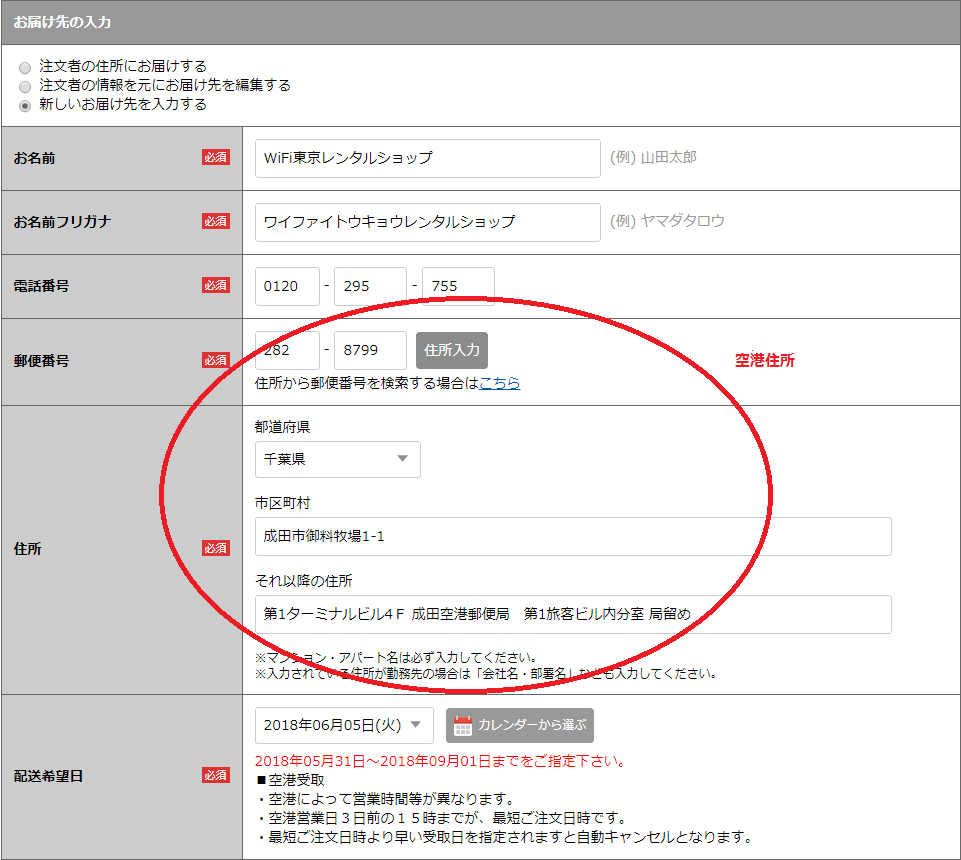 お届け先の入力
注文者の住所にお届けする
注文者の情報を元にお届け先を編集する
新しいお届け先を入力する
お名前 必須 WiFi東京レンタルショップ (例) 山田太郎
お名前フリガナ 必須 ワイファイトウキョウレンタルショップ (例) ヤマダタロウ
電話番号 必須 0120 - 295 - 755
郵便番号 必須 282 - 8799 住所入力 空港住所
住所から郵便番号を検索する場合はこちら
都道府県
千葉県
市区町村
成田市御料牧場1-1
住所 必須
それ以降の住所
第1ターミナルビル4Ｆ 成田空港郵便局　第1旅客ビル内分室 局留め
※マンション・アパート名は必ず入力してください。
※入力されている住所が勤務先の場合は「会社名・部署名」なども入力してください。
2018年06月05日(火) カレンダーから選ぶ
2018年05月31日～2018年09月01日までをご指定下さい。
配送希望日 必須
■空港受取
・空港によって営業時間等が異なります。
・空港営業日３日前の１５時までが、最短ご注文日時です。
・最短ご注文日時より早い受取日を指定されますと自動キャンセルとなります。